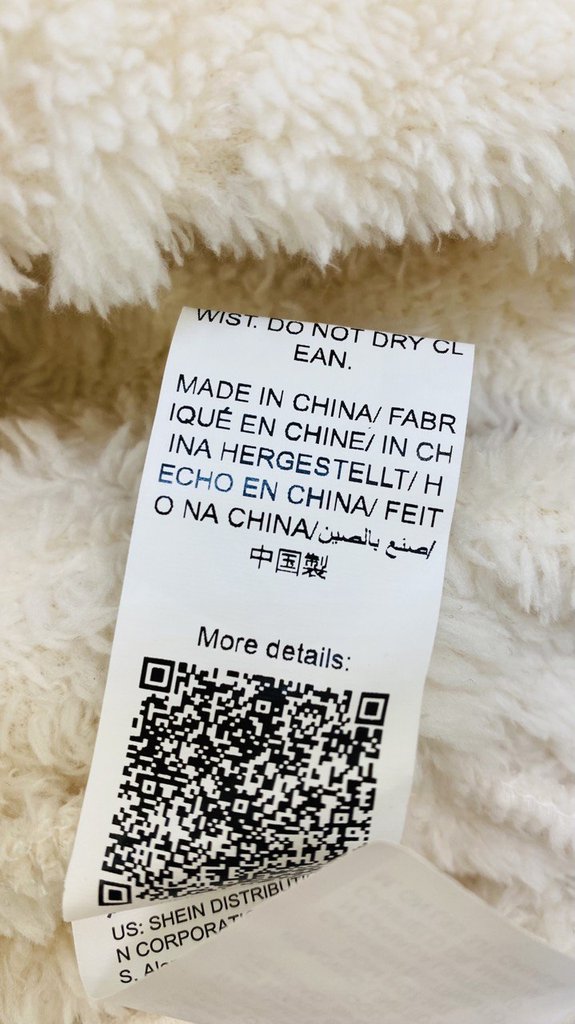 WIST. DO NOT DRY CL
EAN.
MADE IN CHINA/ FABR
IQUÉ EN CHINE/ IN CH
INA HERGESTELLT/ H
ECHO EN CHINA/ FEIT
O NA CHINA/صنع بالصين/
中国製
More details:
US: SHEIN DISTRIBUT
N CORPORAT
S.